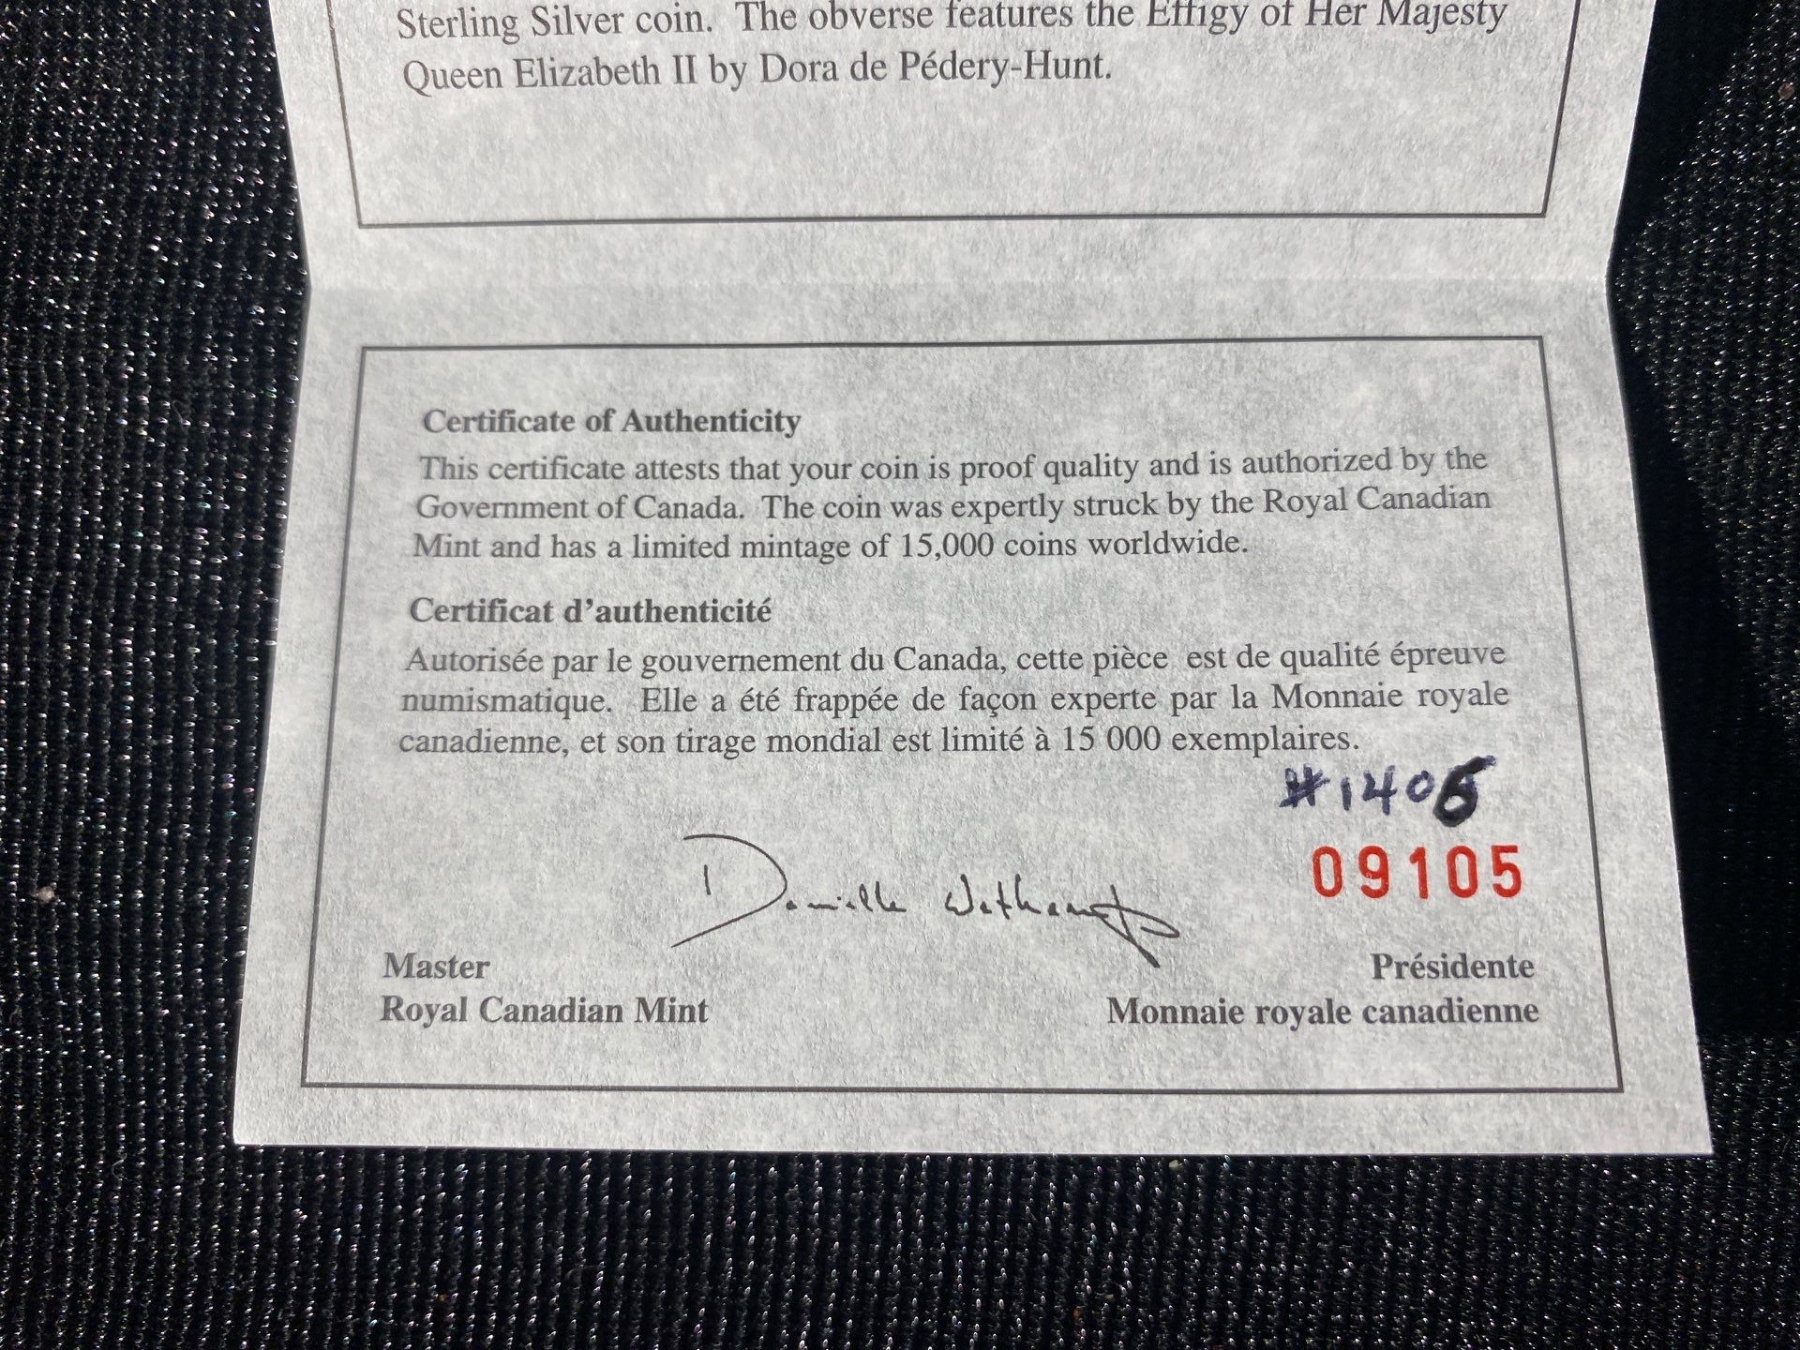 Sterling Silver coin. The obverse features the Effigy of Her Majesty
Queen Elizabeth II by Dora de Pédery-Hunt.
Certificate of Authenticity
This certificate attests that your coin is proof quality and is authorized by the
Government of Canada. The coin was expertly struck by the Royal Canadian
Mint and has a limited mintage of 15,000 coins worldwide.
Certificat d'authenticité
Autorisée par le gouvernement du Canada, cette pièce est de qualité épreuve
numismatique. Elle a été frappée de façon experte par la Monnaie royale
canadienne, et son tirage mondial est limité à 15 000 exemplaires.
#1406
09105
Danielle
Master
Présidente
Royal Canadian Mint
Monnaie royale canadienne